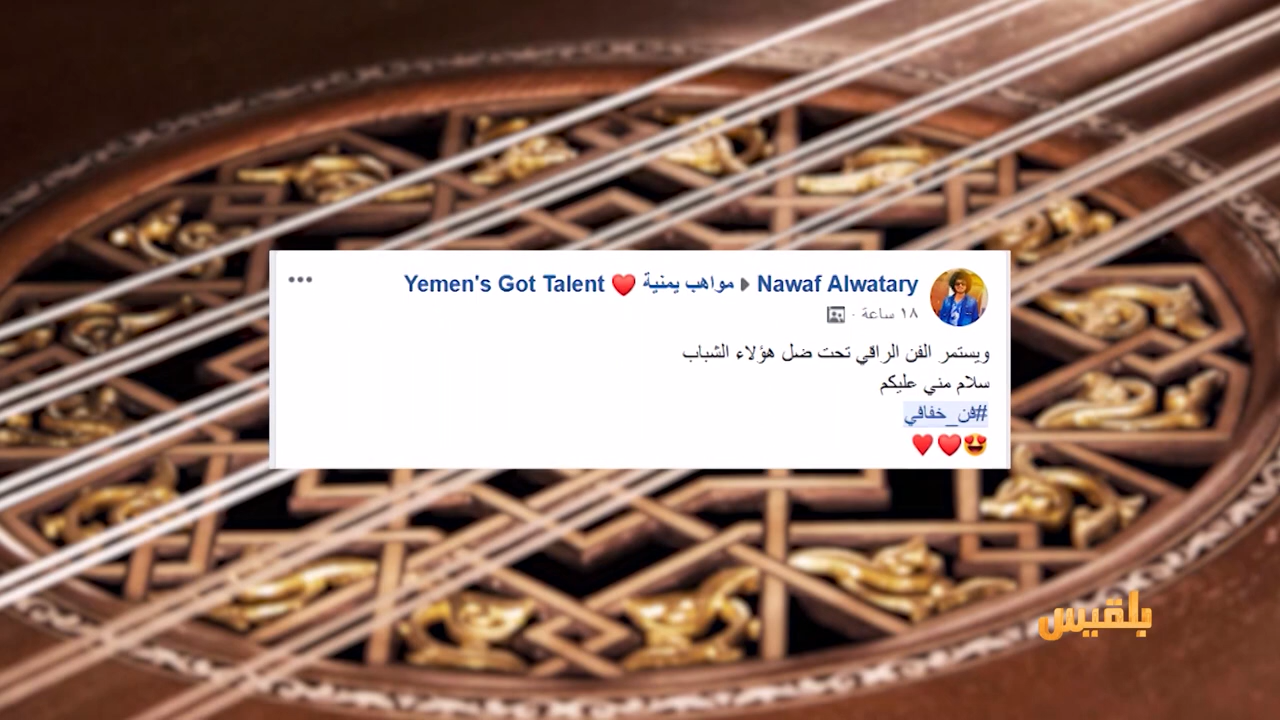 Nawaf Alwatary ◂ مواهب يمنية ❤️ Yemen's Got Talent
١٨ ساعة ·
ويستمر الفن الراقي تحت ضل هؤلاء الشباب
سلام مني عليكم
#فن_خفافي
😍❤️❤️
بلقيس